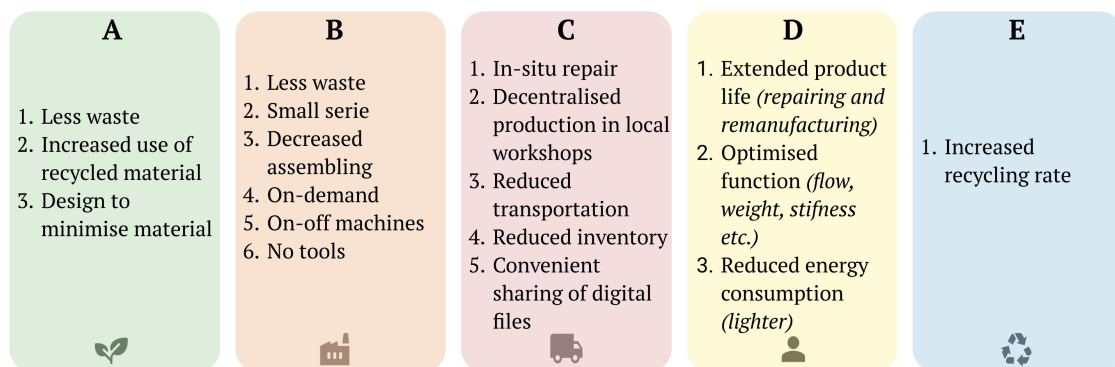 A
1. Less waste
2. Increased use of
recycled material
3. Design to
minimise material
B
1. Less waste
2. Small serie
3. Decreased
assembling
4. On-demand
5. On-off machines
6. No tools
C
1. In-situ repair
2. Decentralised
production in local
workshops
3. Reduced
transportation
4. Reduced inventory
5. Convenient
sharing of digital
files
D
1. Extended product
life (repairing and
remanufacturing)
2. Optimised
function (flow,
weight, stifness
etc.)
3. Reduced energy
consumption
(lighter)
E
1. Increased
recycling rate